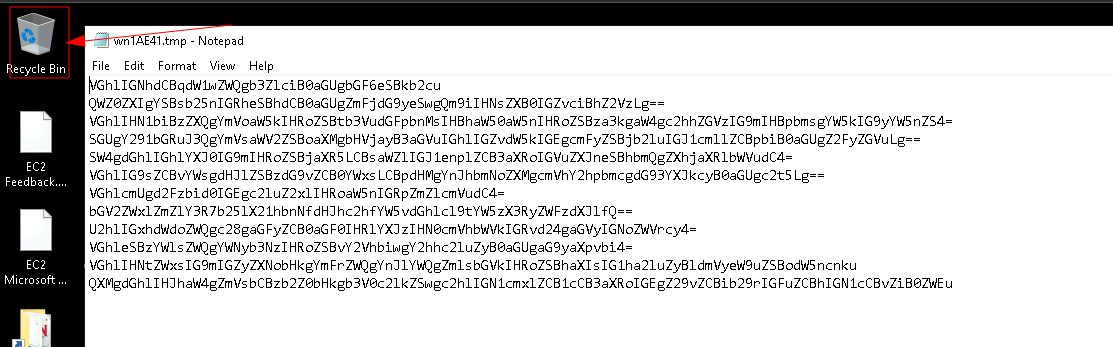 Recycle Bin
EC2
Feedback....
EC2
Microsoft ...
wn1AE41.tmp - Notepad
File Edit Format View Help
VGhlIGNhdCBqdW1wZWQgb3ZlciB0aGUgbGF6eSBkb2cu
QWZ0ZXIgYSBsb25nIGRheSBhdCB0aGUgZmFjdG9yeSwgQm9iIHNsZXB0IGZvciBhZ2VzLg==
VGhlIHN1biBzZXQgYmVoaW5kIHRoZSBtb3VudGFpbnMsIHBhaW50aW5nIHRoZSBza3kgaW4gc2hhZGVzIG9mIHBpbmsgYW5kIG9yYW5nZS4=
SGUgY291bGRuJ3QgYmVsaWV2ZSBoaXMgbHVjayB3aGVuIGhlIGZvdW5kIGEgcmFyZSBjb2luIGJ1cmllZCBpbiB0aGUgZ2FyZGVuLg==
SW4gdGhlIGhlYXJ0IG9mIHRoZSBjaXR5LCBsaWZlIGJ1enplZCB3aXRoIGVuZXJneSBhbmQgZXhjaXRlbWVudC4=
VGhlIG9sZCBvYWsgdHJlZSBzdG9vZCB0YWxsLCBpdHMgYnJhbmNoZXMgcmVhY2hpbmcgdG93YXJkcyB0aGUgc2t5Lg==
VGhlcmUgd2Fzbid0IGEgc2luZ2xlIHRoaW5nIGRpZmZlcmVudC4=
bGV2ZWxlZmZlY3R7b25lX21hbnNfdHJhc2hfYW5vdGhlcl9tYW5zX3RyZWFzdXJlfQ==
U2hlIGxhdWdoZWQgc28gaGFyZCB0aGF0IHRlYXJzIHN0cmVhbWVkIGRvd24gaGVyIGNoZWVrcy4=
VGhleSBzYWlsZWQgYWNyb3NzIHRoZSBvY2VhbiwgY2hhc2luZyB0aGUgaG9yaXpvbi4=
VGhlIHNtZWxsIG9mIGZyZXNobHkgYmFrZWQgYnJlYWQgZmlsbGVkIHRoZSBhaXIsIG1ha2luZyBldmVyeW9uZSBodW5ncnku
QXMgdGhlIHJhaW4gZmVsbCBzb2Z0bHkgb3V0c2lkZSwgc2hlIGN1cmxlZCB1cCB3aXRoIGEgZ29vZCBib29rIGFuZCBhIGN1cCBvZiB0ZWEu